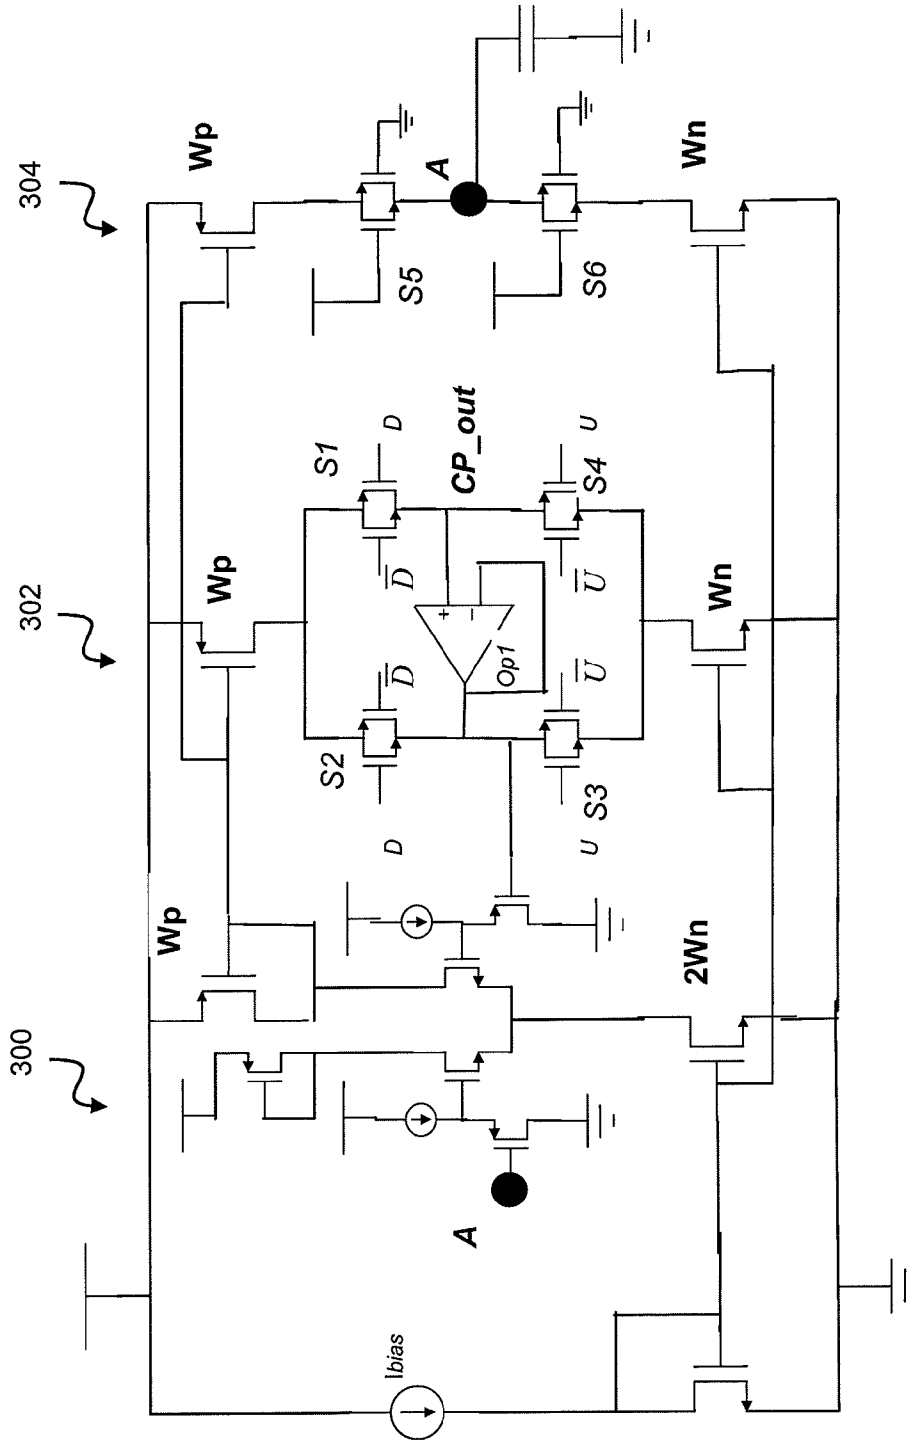 300
302
304
Wp
Wp
Wp
S5
A
S6
Wn
S1
D
D̅
CP_out
S2
D̅
D
+
−
Op1
U̅
U
S4
U̅
U
S3
Wn
2Wn
A
Ibias